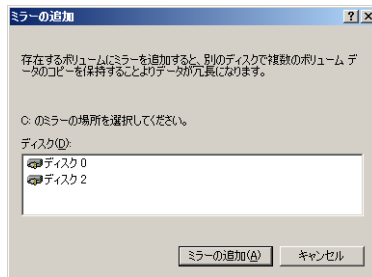 ミラーの追加
存在するボリュームにミラーを追加すると、別のディスクで複数のボリューム デ
ータのコピーを保持することよりデータが冗長になります。
C: のミラーの場所を選択してください。
ディスク(D):
ディスク 0
ディスク 2
ミラーの追加(A)
キャンセル